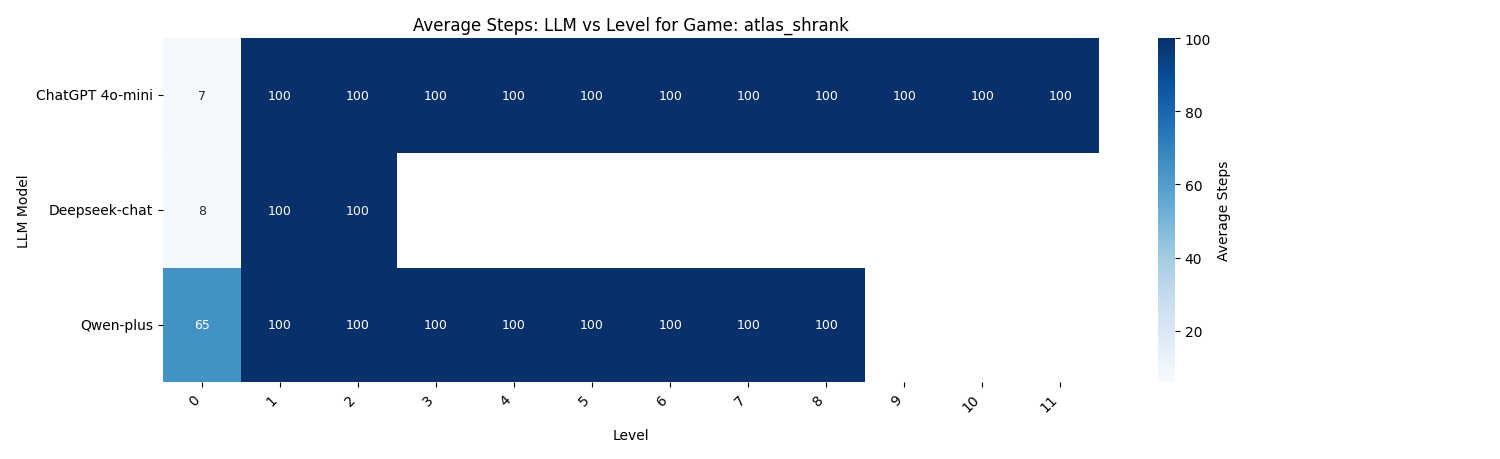 Average Steps: LLM vs Level for Game: atlas_shrank
LLM Model
ChatGPT 4o-mini
7 100 100 100 100 100 100 100 100 100 100 100
Deepseek-chat
8 100 100
Qwen-plus
65 100 100 100 100 100 100 100 100
0 1 2 3 4 5 6 7 8 9 10 11
Level
100
80
60
40
20
Average Steps